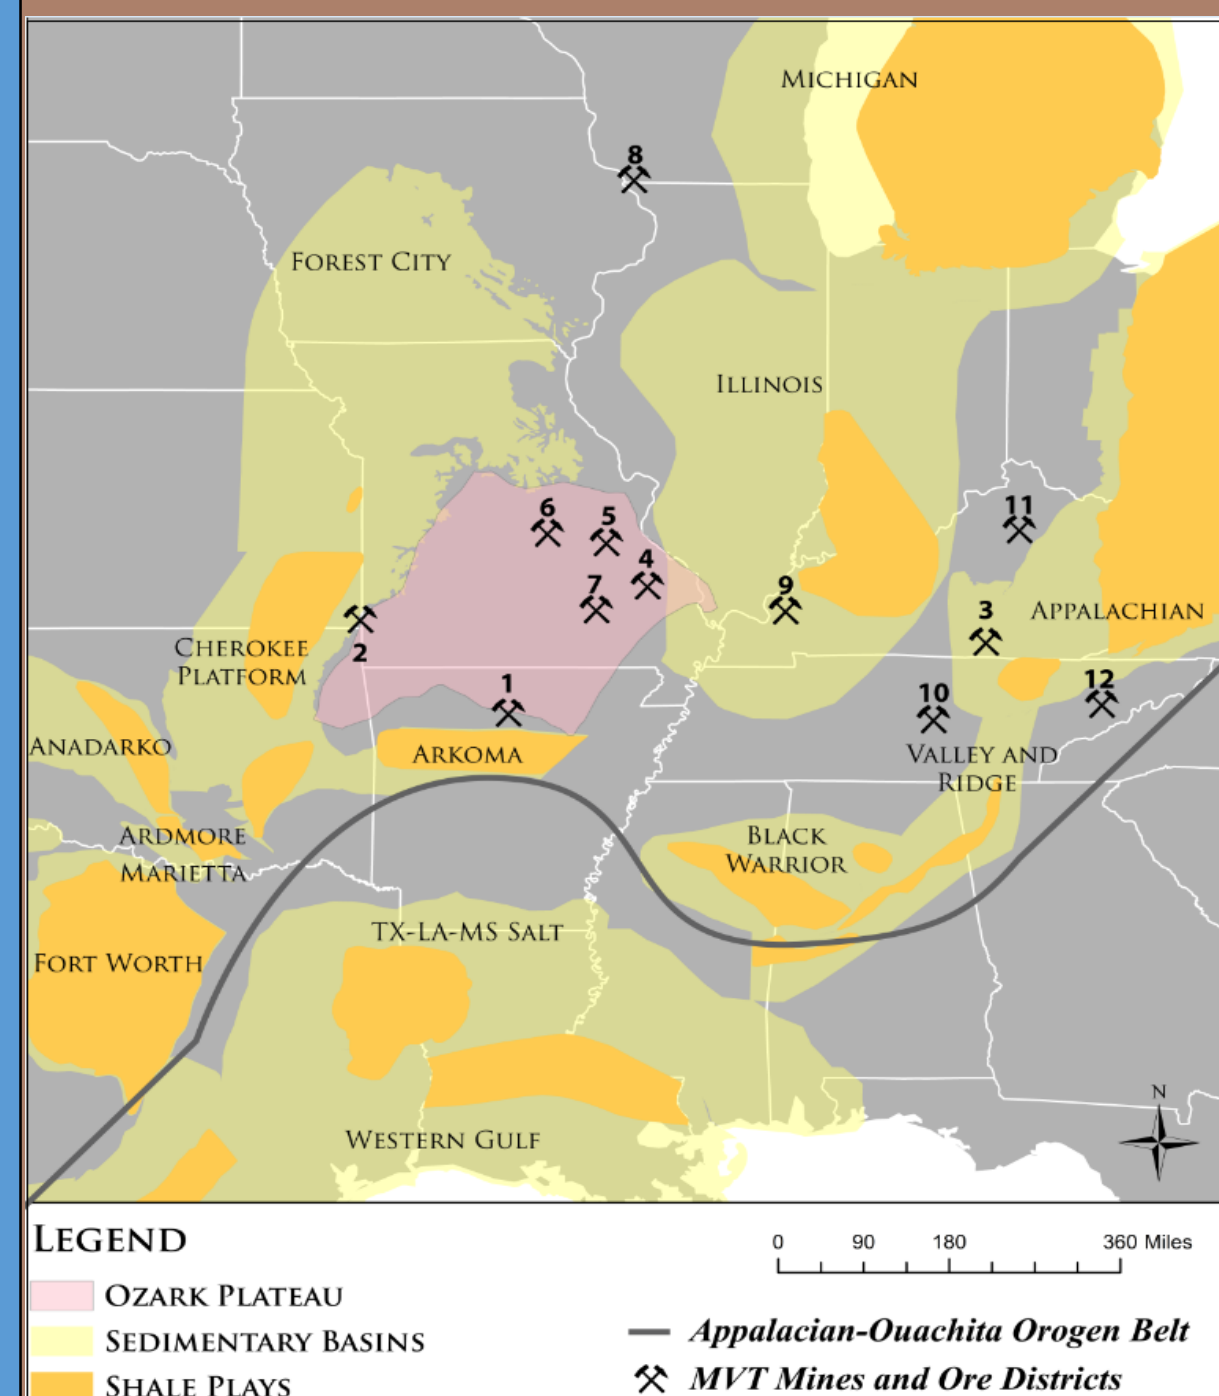 MICHIGAN
8
FOREST CITY
ILLINOIS
6
5
11
4
7
9
3
APPALACHIAN
CHEROKEE
PLATFORM
2
1
12
10
ANADARKO
ARKOMA
VALLEY AND
RIDGE
ARDMORE
MARIETTA
BLACK
WARRIOR
TX-LA-MS SALT
FORT WORTH
WESTERN GULF
N
LEGEND
0 90 180 360 Miles
OZARK PLATEAU
SEDIMENTARY BASINS
SHALE PLAYS
Appalacian-Ouachita Orogen Belt
MVT Mines and Ore Districts